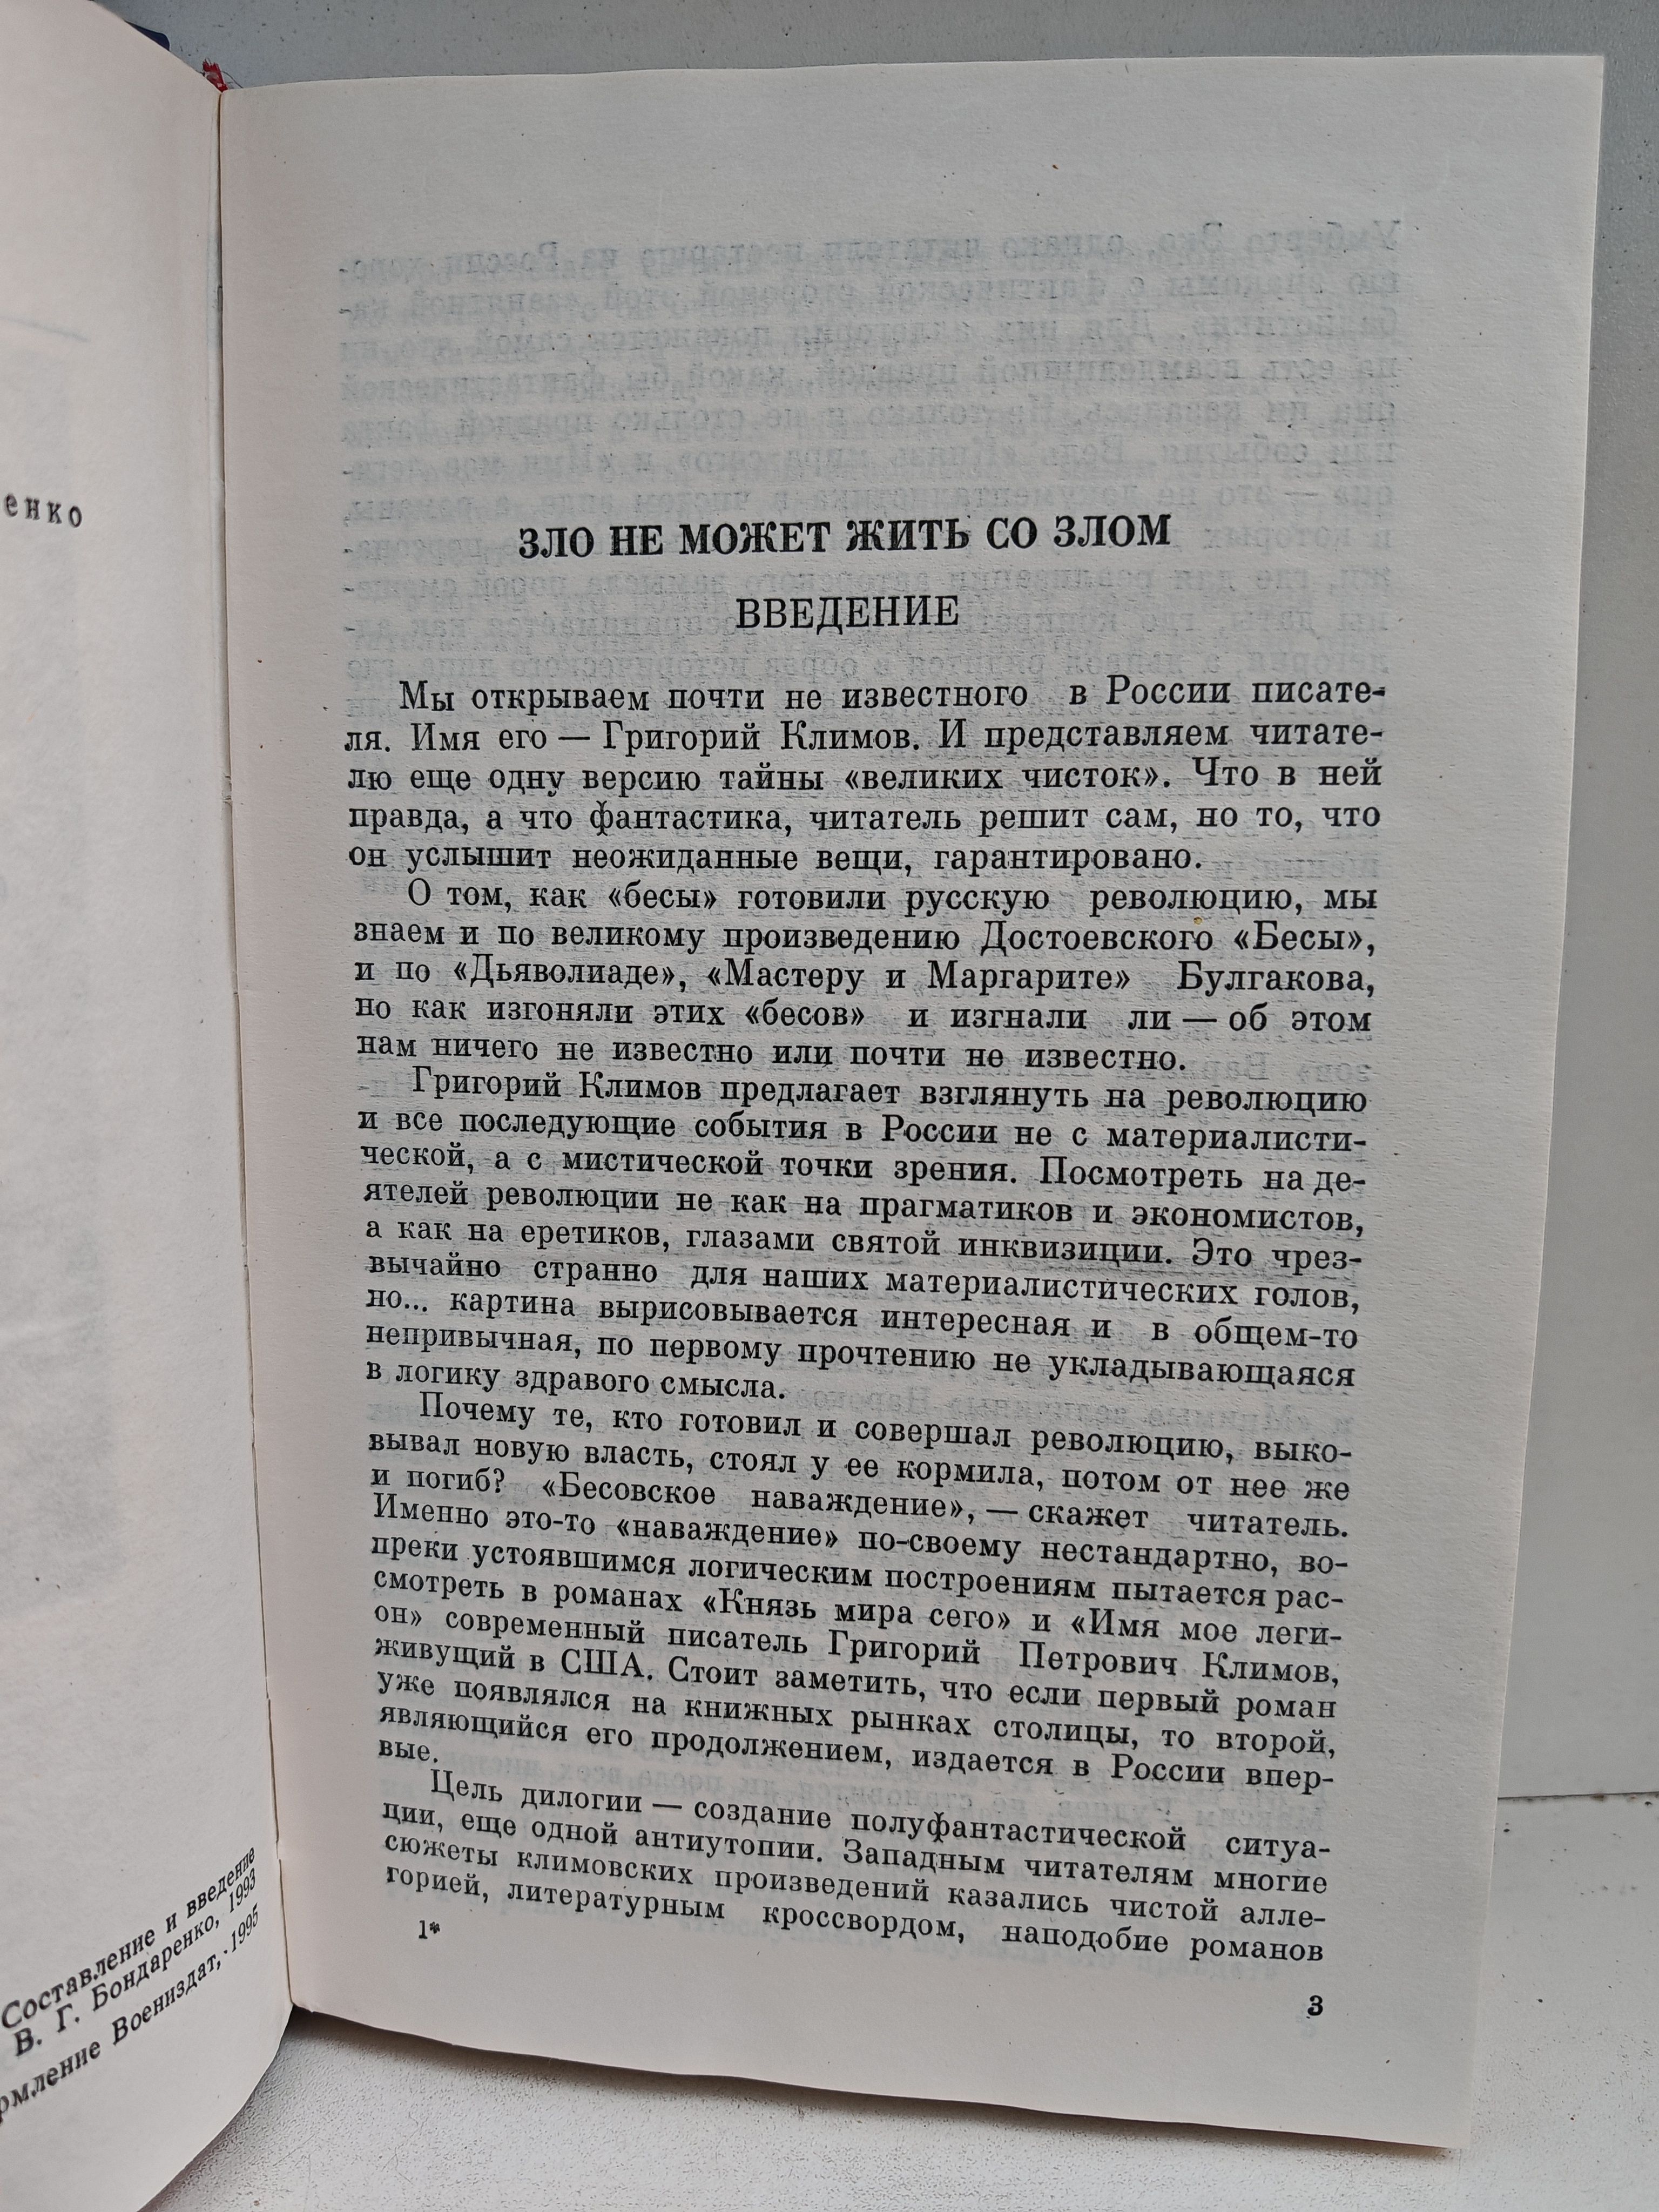 енко
Составление и введение
В. Г. Бондаренко, 1993
рмление Воениздат, 1995
ЗЛО НЕ МОЖЕТ ЖИТЬ СО ЗЛОМ
ВВЕДЕНИЕ
Мы открываем почти не известного в России писате-
ля. Имя его — Григорий Климов. И представляем читате-
лю еще одну версию тайны «великих чисток». Что в ней
правда, а что фантастика, читатель решит сам, но то, что
он услышит неожиданные вещи, гарантировано.
О том, как «бесы» готовили русскую революцию, мы
знаем и по великому произведению Достоевского «Бесы»,
и по «Дьяволиаде», «Мастеру и Маргарите» Булгакова,
но как изгоняли этих «бесов» и изгнали ли — об этом
нам ничего не известно или почти не известно.
Григорий Климов предлагает взглянуть на революцию
и все последующие события в России не с материалисти-
ческой, а с мистической точки зрения. Посмотреть на де-
ятелей революции не как на прагматиков и экономистов,
а как на еретиков, глазами святой инквизиции. Это чрез-
вычайно странно для наших материалистических голов,
но... картина вырисовывается интересная и в общем-то
непривычная, по первому прочтению не укладывающаяся
в логику здравого смысла.
Почему те, кто готовил и совершал революцию, выко-
вывал новую власть, стоял у ее кормила, потом от нее же
и погиб? «Бесовское наваждение», — скажет читатель.
Именно это-то «наваждение» по-своему нестандартно, во-
преки устоявшимся логическим построениям пытается рас-
смотреть в романах «Князь мира сего» и «Имя мое леги-
он» современный писатель Григорий Петрович Климов,
живущий в США. Стоит заметить, что если первый роман
уже появлялся на книжных рынках столицы, то второй,
являющийся его продолжением, издается в России впер-
вые.
Цель дилогии — создание полуфантастической ситуа-
ции, еще одной антиутопии. Западным читателям многие
сюжеты климовских произведений казались чистой алле-
горией, литературным кроссвордом, наподобие романов
1*
3